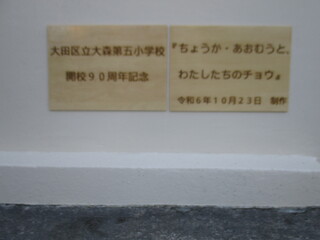 大田区立大森第五小学校
開校90周年記念
『ちょうか・あおむうと、
わたしたちのチョウ』
令和6年10月23日 制作